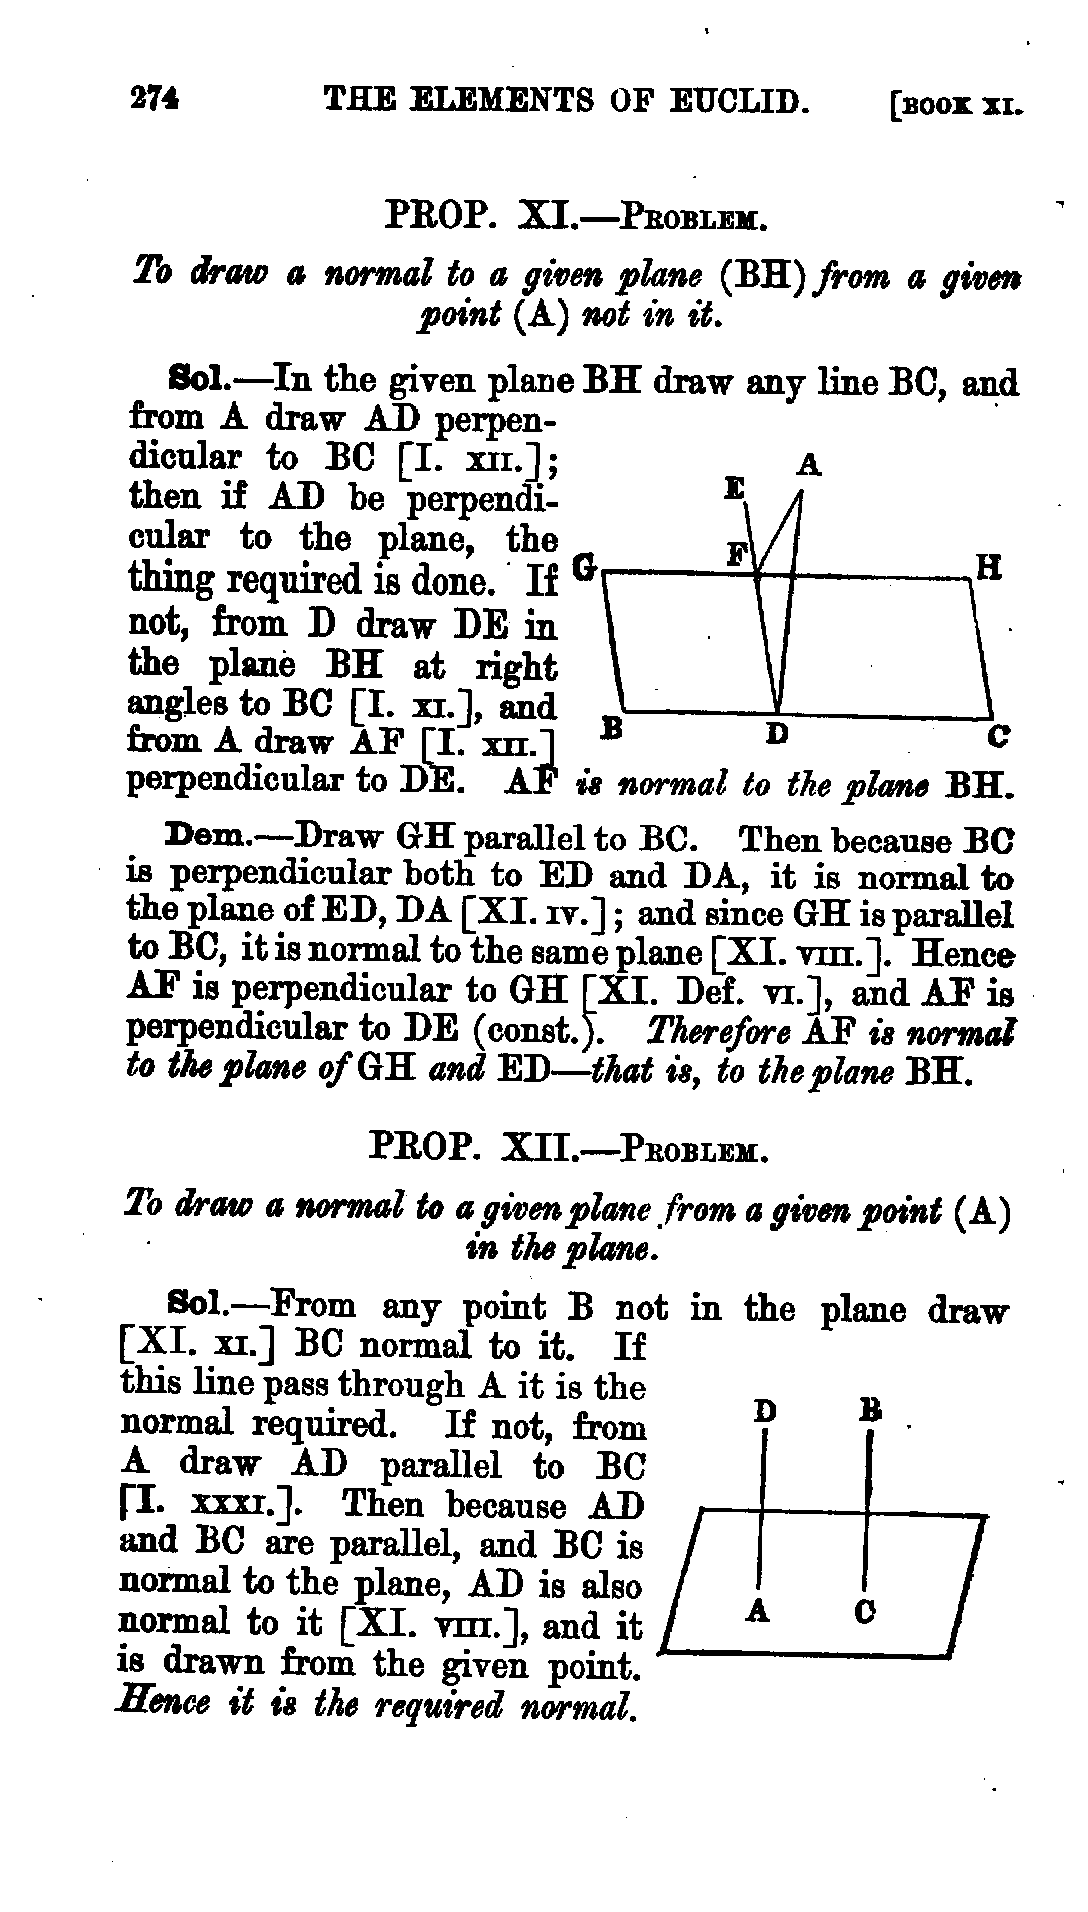 274 THE ELEMENTS OF EUCLID. [BOOK XI.
PROP. XI.—PROBLEM.
To draw a normal to a given plane (BH) from a given
point (A) not in it.
Sol.—In the given plane BH draw any line BC, and
from A draw AD perpen-
dicular to BC [I. XII.];
then if AD be perpendi-
cular to the plane, the
thing required is done. If
not, from D draw DE in
the plane BH at right
angles to BC [I. XI.], and
from A draw AF [I. XII.]
perpendicular to DE. AF is normal to the plane BH.
A
E
F
G
H
B
D
C
Dem.—Draw GH parallel to BC. Then because BC
is perpendicular both to ED and DA, it is normal to
the plane of ED, DA [XI. IV.]; and since GH is parallel
to BC, it is normal to the same plane [XI. VIII.]. Hence
AF is perpendicular to GH [XI. Def. VI.], and AF is
perpendicular to DE (const.). Therefore AF is normal
to the plane of GH and ED—that is, to the plane BH.
PROP. XII.—PROBLEM.
To draw a normal to a given plane from a given point (A)
in the plane.
Sol.—From any point B not in the plane draw
[XI. XI.] BC normal to it. If
this line pass through A it is the
normal required. If not, from
A draw AD parallel to BC
[I. XXXI.]. Then because AD
and BC are parallel, and BC is
normal to the plane, AD is also
normal to it [XI. VIII.], and it
is drawn from the given point.
Hence it is the required normal.
D B
A C